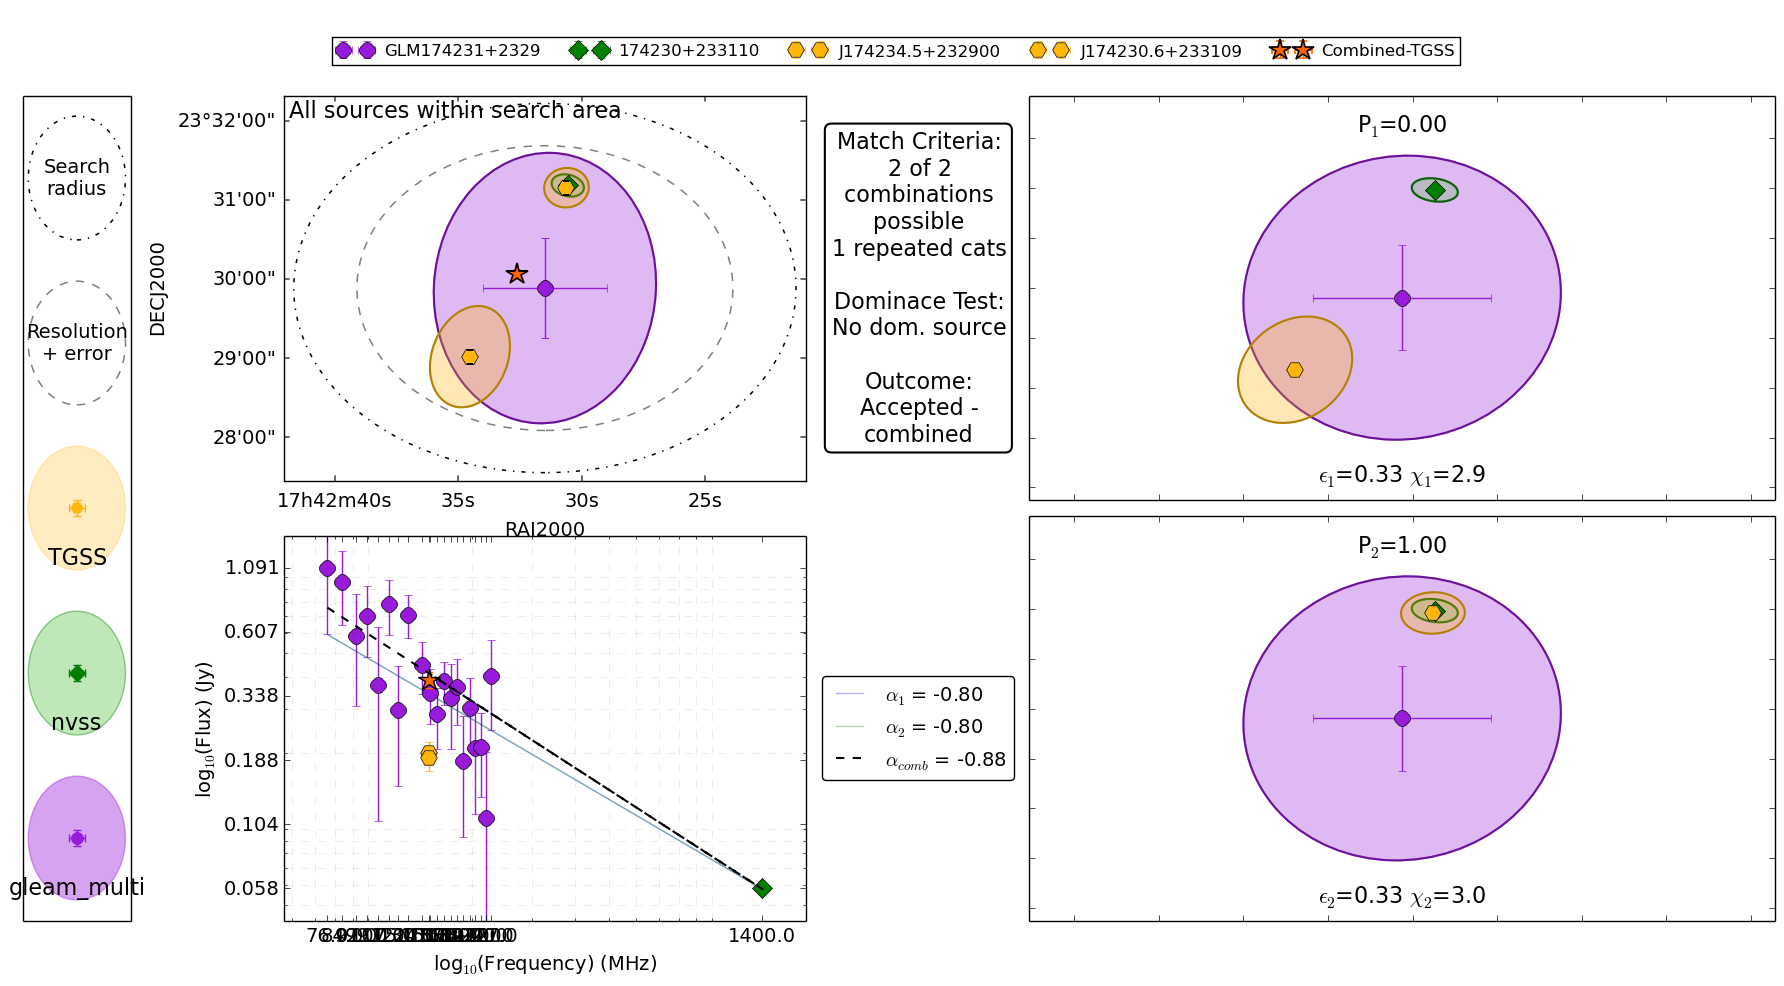 GLM174231+2329 174230+233110 J174234.5+232900 J174230.6+233109 Combined-TGSS
Search
radius
Resolution
+ error
TGSS
nvss
gleam_multi
All sources within search area
DECJ2000
23°32'00"
31'00"
30'00"
29'00"
28'00"
17h42m40s 35s 30s 25s
RAJ2000
Match Criteria:
2 of 2
combinations
possible
1 repeated cats
Dominace Test:
No dom. source
Outcome:
Accepted -
combined
P₁=0.00
ϵ₁=0.33 χ₁=2.9
P₂=1.00
ϵ₂=0.33 χ₂=3.0
log₁₀(Flux) (Jy)
1.091
0.607
0.338
0.188
0.104
0.058
1400.0
log₁₀(Frequency) (MHz)
α₁ = -0.80
α₂ = -0.80
α_comb = -0.88